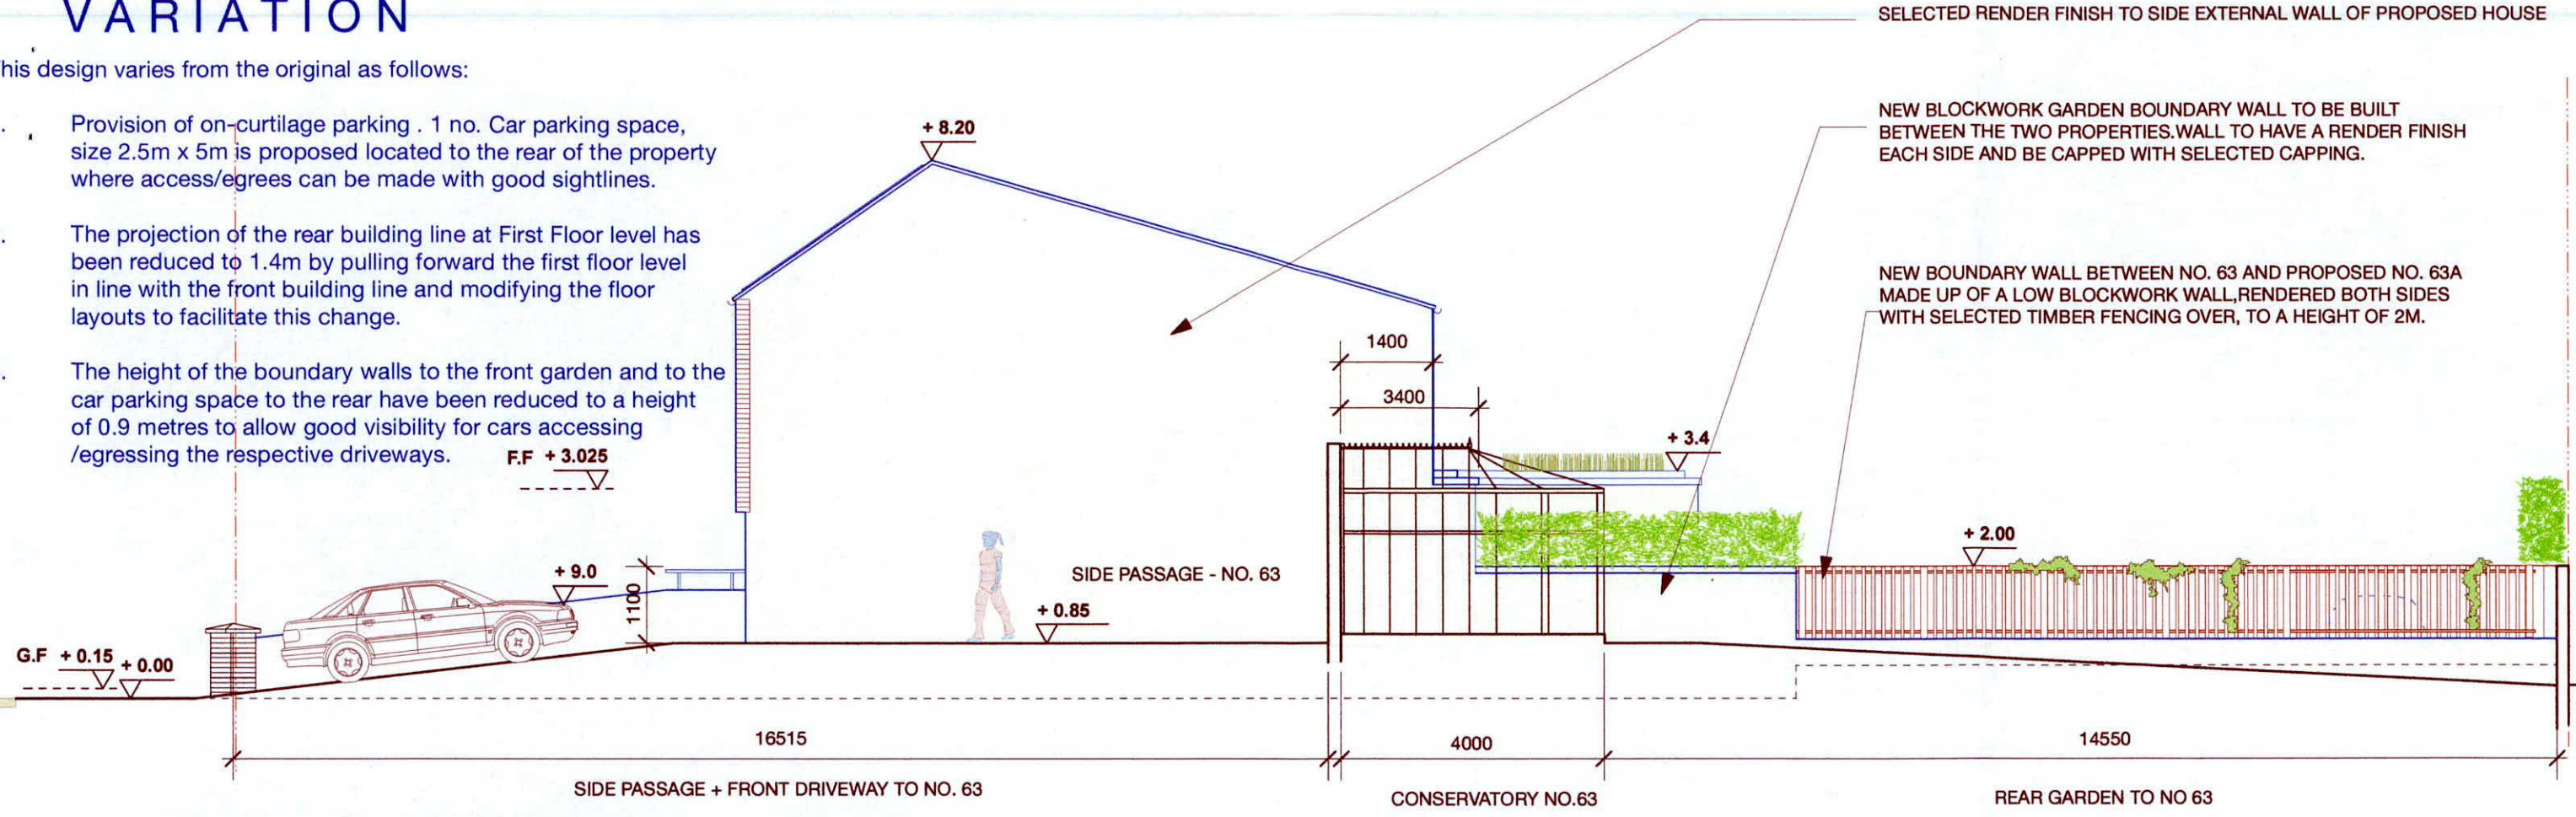 VARIATION
his design varies from the original as follows:
. Provision of on-curtilage parking . 1 no. Car parking space,
size 2.5m x 5m is proposed located to the rear of the property
where access/egrees can be made with good sightlines.
. The projection of the rear building line at First Floor level has
been reduced to 1.4m by pulling forward the first floor level
in line with the front building line and modifying the floor
layouts to facilitate this change.
. The height of the boundary walls to the front garden and to the
car parking space to the rear have been reduced to a height
of 0.9 metres to allow good visibility for cars accessing
/egressing the respective driveways.
SELECTED RENDER FINISH TO SIDE EXTERNAL WALL OF PROPOSED HOUSE
NEW BLOCKWORK GARDEN BOUNDARY WALL TO BE BUILT
BETWEEN THE TWO PROPERTIES.WALL TO HAVE A RENDER FINISH
EACH SIDE AND BE CAPPED WITH SELECTED CAPPING.
NEW BOUNDARY WALL BETWEEN NO. 63 AND PROPOSED NO. 63A
MADE UP OF A LOW BLOCKWORK WALL,RENDERED BOTH SIDES
WITH SELECTED TIMBER FENCING OVER, TO A HEIGHT OF 2M.
+ 8.20
1400
3400
F.F + 3.025
+ 3.4
+ 2.00
+ 9.0
1100
SIDE PASSAGE - NO. 63
+ 0.85
G.F + 0.15
+ 0.00
16515
4000
14550
SIDE PASSAGE + FRONT DRIVEWAY TO NO. 63
CONSERVATORY NO.63
REAR GARDEN TO NO 63